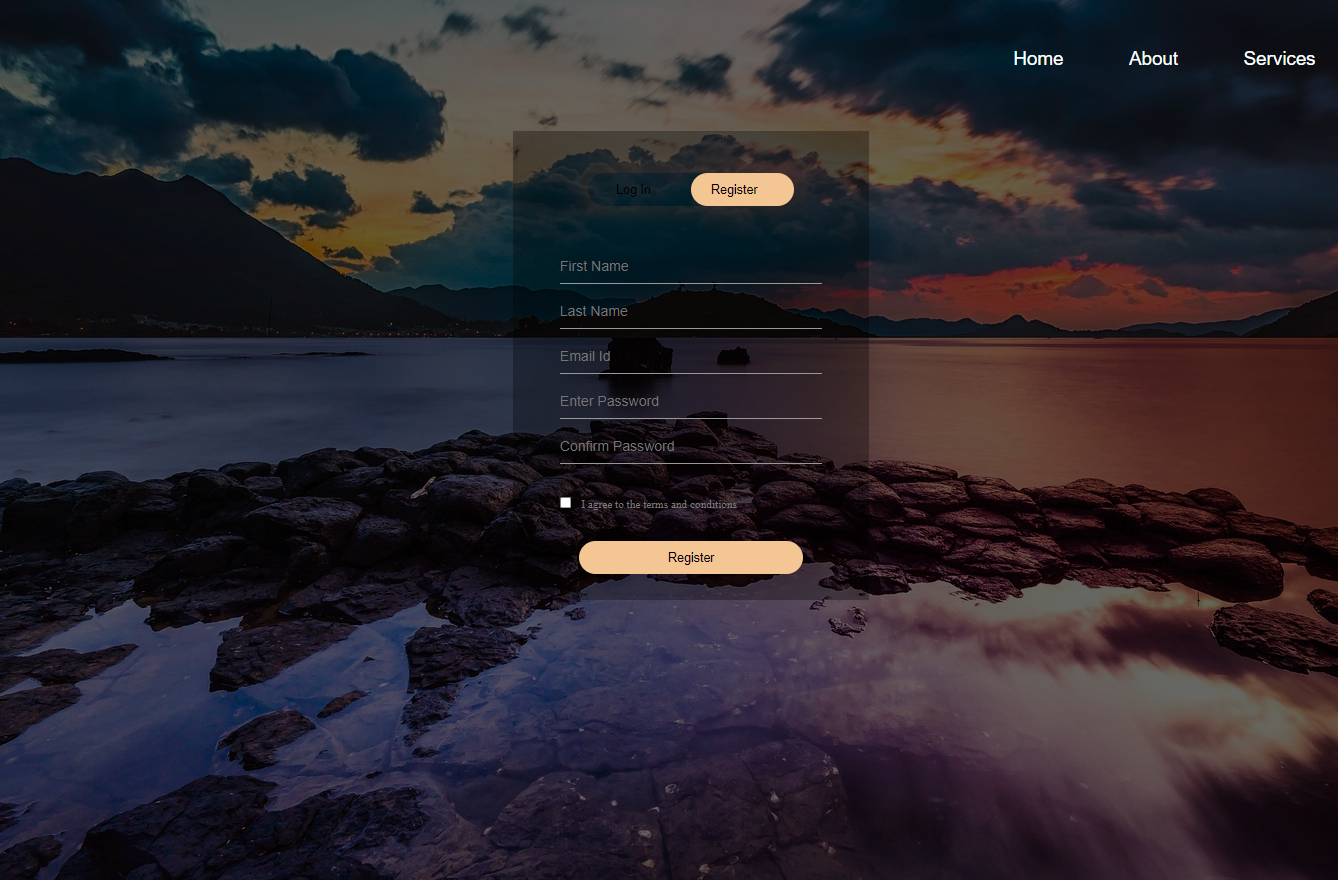 Home About Services
Log In Register
First Name
Last Name
Email Id
Enter Password
Confirm Password
I agree to the terms and conditions
Register